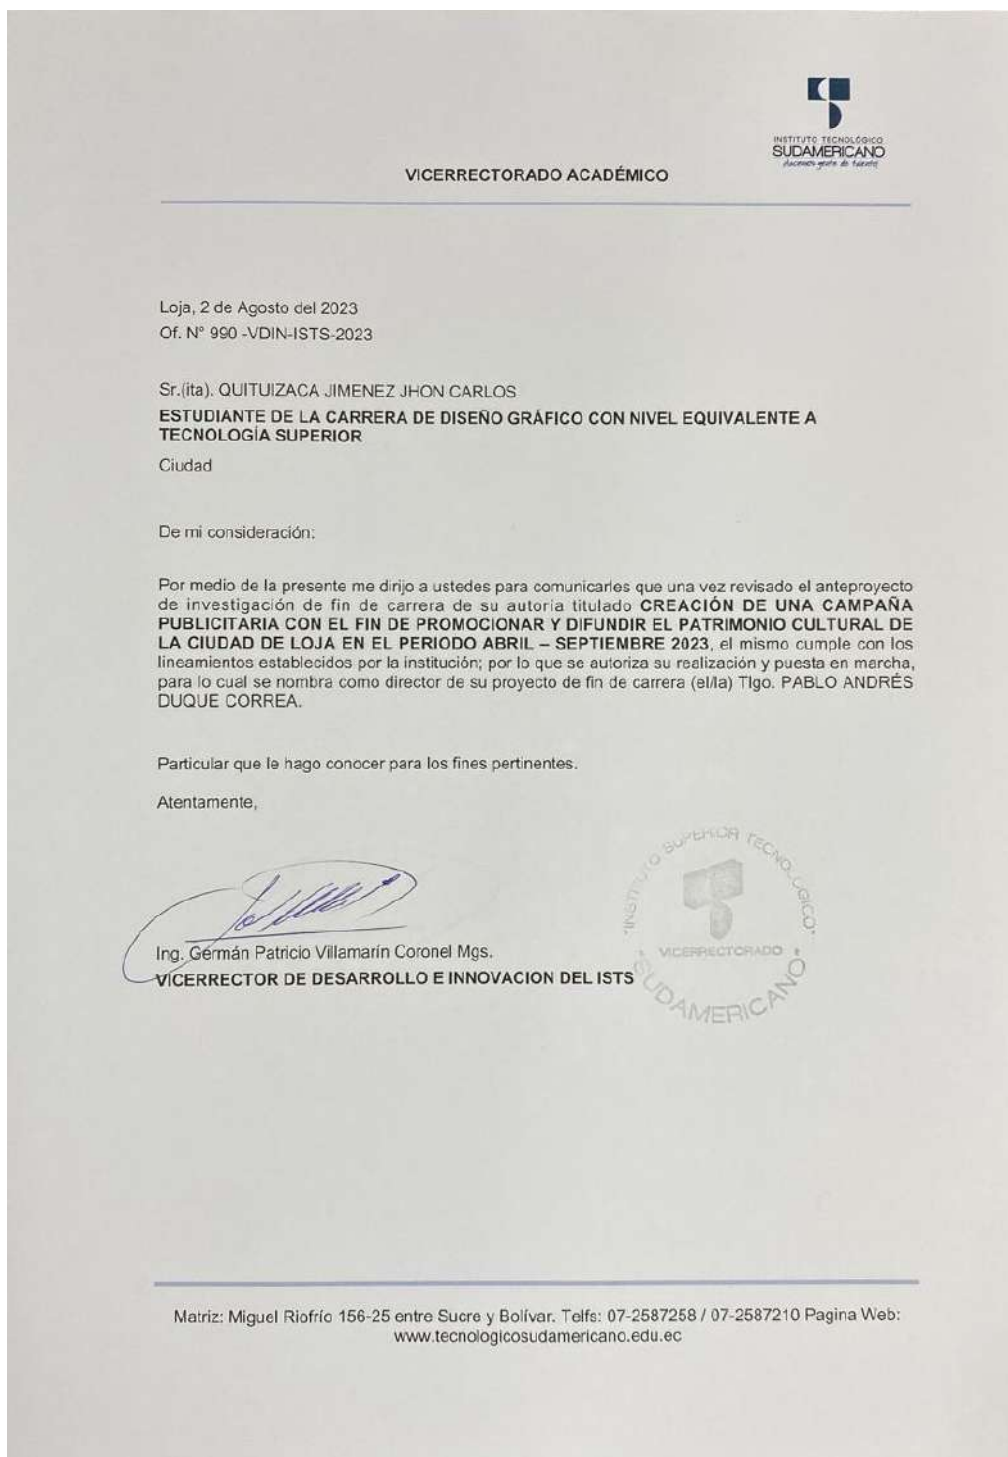 INSTITUTO TECNOLÓGICO
SUDAMERICANO
Hacemos gente de talento!
VICERRECTORADO ACADÉMICO
Loja, 2 de Agosto del 2023
Of. N° 990 -VDIN-ISTS-2023
Sr.(ita). QUITUIZACA JIMENEZ JHON CARLOS
ESTUDIANTE DE LA CARRERA DE DISEÑO GRÁFICO CON NIVEL EQUIVALENTE A
TECNOLOGÍA SUPERIOR
Ciudad
De mi consideración:
Por medio de la presente me dirijo a ustedes para comunicarles que una vez revisado el anteproyecto
de investigación de fin de carrera de su autoria titulado CREACIÓN DE UNA CAMPAÑA
PUBLICITARIA CON EL FIN DE PROMOCIONAR Y DIFUNDIR EL PATRIMONIO CULTURAL DE
LA CIUDAD DE LOJA EN EL PERIODO ABRIL – SEPTIEMBRE 2023, el mismo cumple con los
lineamientos establecidos por la institución; por lo que se autoriza su realización y puesta en marcha,
para lo cual se nombra como director de su proyecto de fin de carrera (el/la) Tlgo. PABLO ANDRÉS
DUQUE CORREA.
Particular que le hago conocer para los fines pertinentes.
Atentamente,
"INSTITUTO SUPERIOR TECNOLOGICO"
VICERRECTORADO
SUDAMERICANO
Ing. Germán Patricio Villamarín Coronel Mgs.
VICERRECTOR DE DESARROLLO E INNOVACION DEL ISTS
Matriz: Miguel Riofrío 156-25 entre Sucre y Bolívar. Telfs: 07-2587258 / 07-2587210 Pagina Web:
www.tecnologicosudamericano.edu.ec